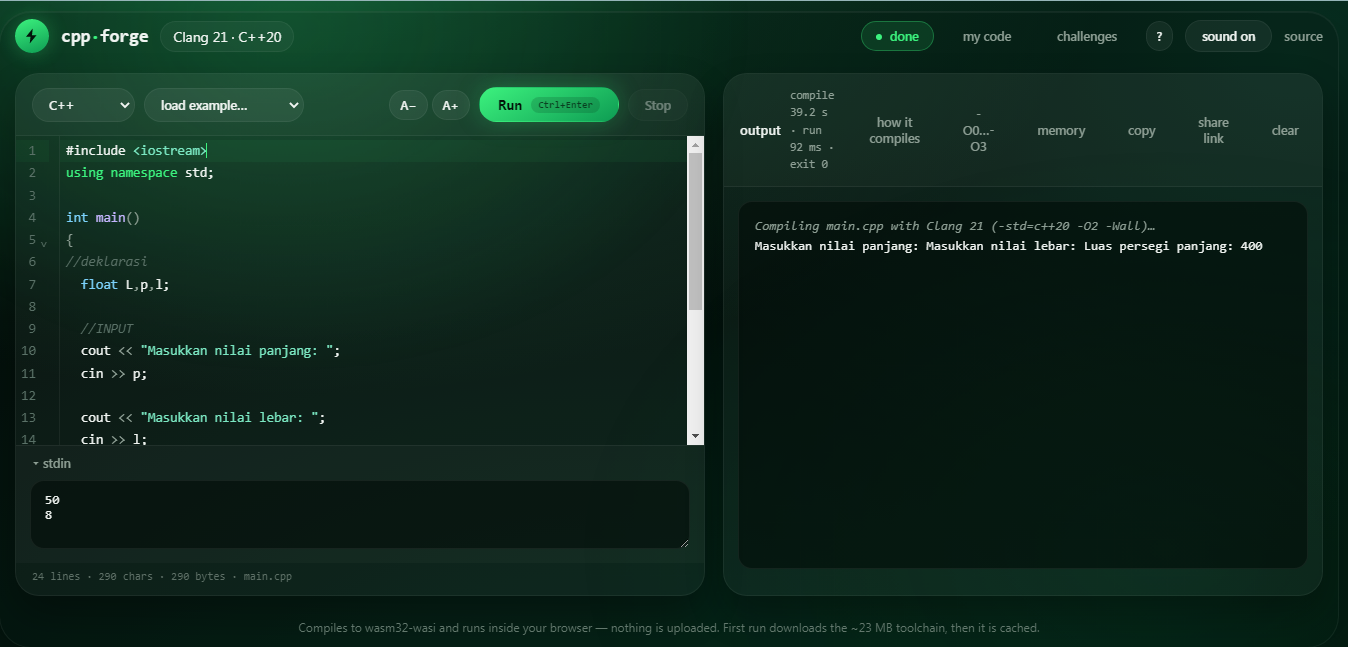 cpp·forge
Clang 21 · C++20
done
my code
challenges
?
sound on
source
C++
load example...
A−
A+
Run Ctrl+Enter
Stop
1 #include <iostream>
2 using namespace std;
3
4 int main()
5 {
6 //deklarasi
7 float L,p,l;
8
9 //INPUT
10 cout << "Masukkan nilai panjang: ";
11 cin >> p;
12
13 cout << "Masukkan nilai lebar: ";
14 cin >> l;
stdin
50
8
24 lines · 290 chars · 290 bytes · main.cpp
output
compile
39.2 s
· run
92 ms ·
exit 0
how it
compiles
-
O0…-
O3
memory
copy
share
link
clear
Compiling main.cpp with Clang 21 (-std=c++20 -O2 -Wall)…
Masukkan nilai panjang: Masukkan nilai lebar: Luas persegi panjang: 400
Compiles to wasm32-wasi and runs inside your browser — nothing is uploaded. First run downloads the ~23 MB toolchain, then it is cached.